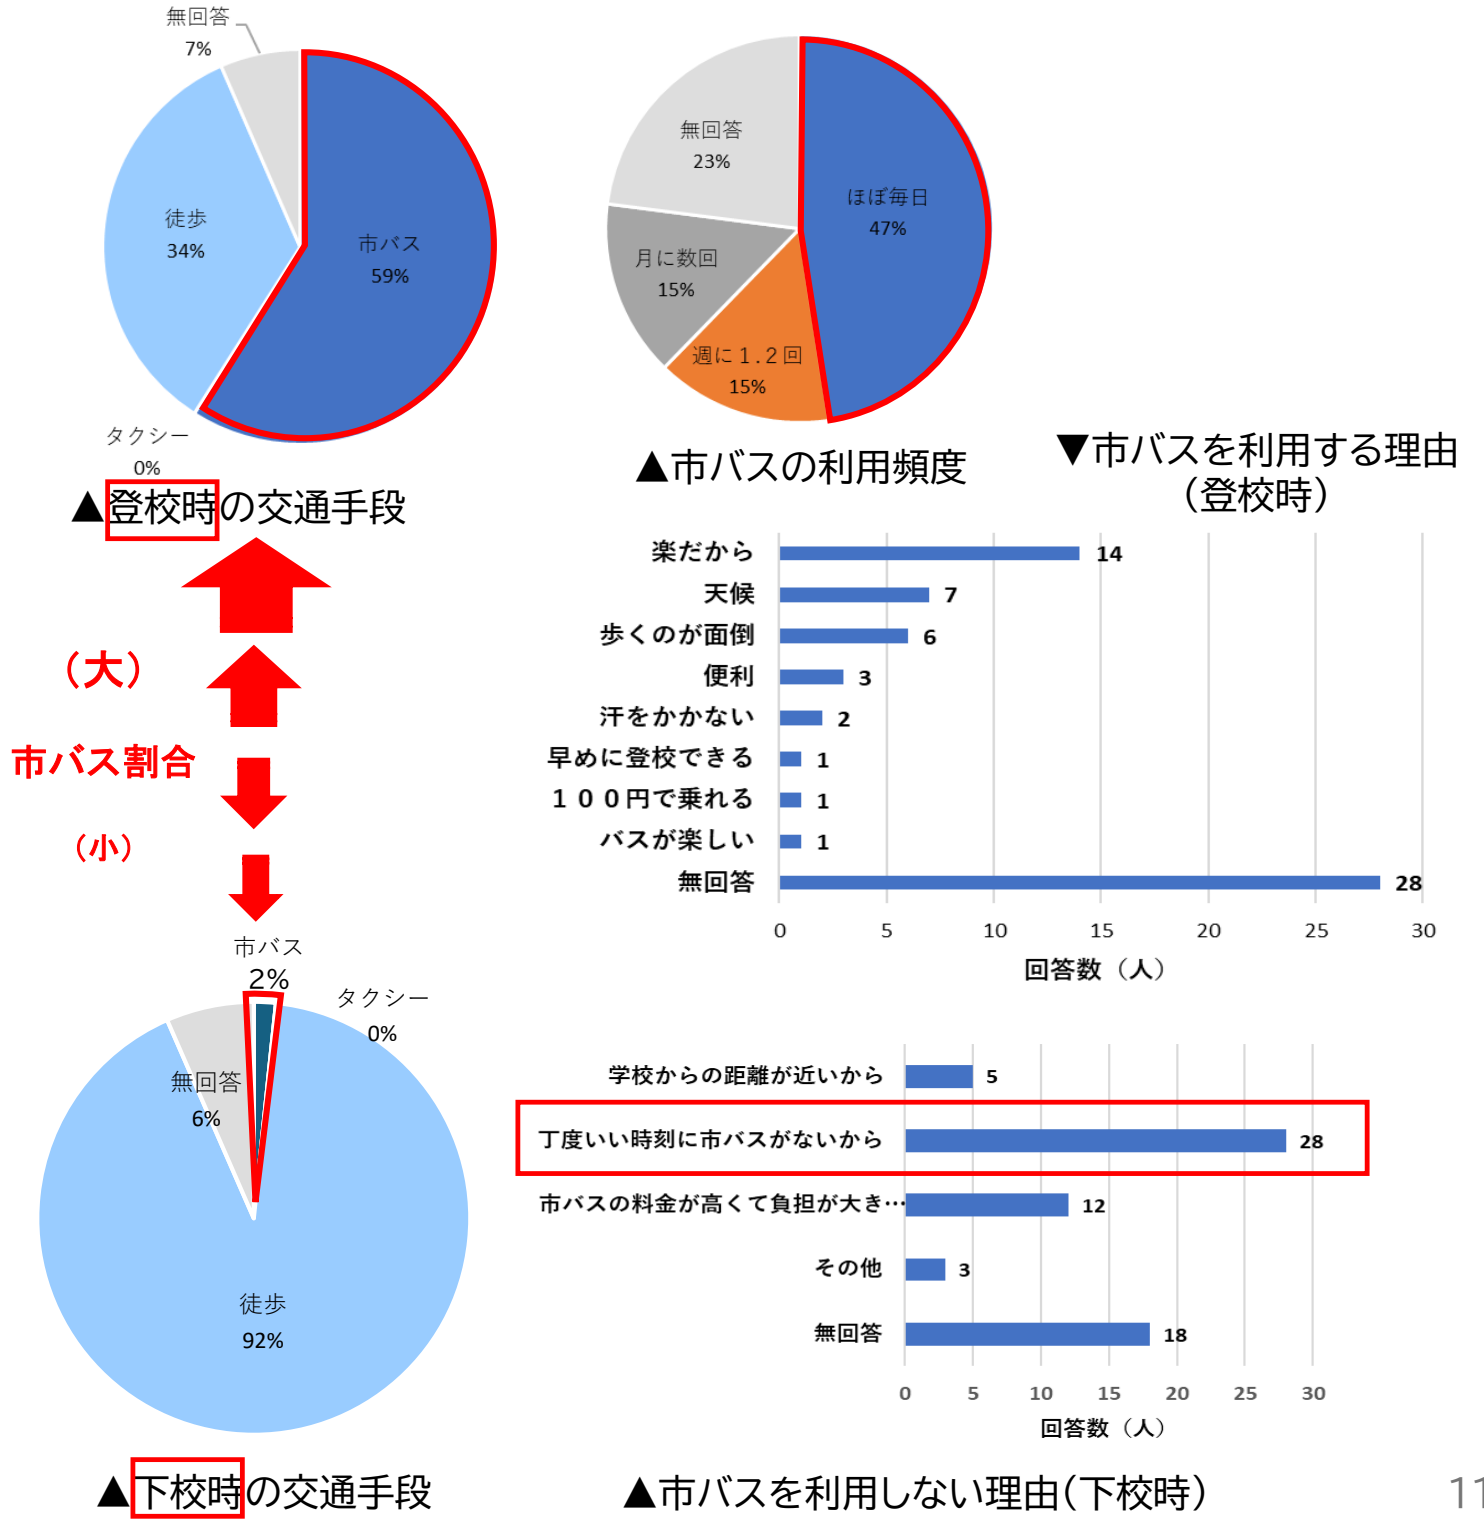 無回答
7%
徒歩
34%
市バス
59%
タクシー
0%
▲登校時の交通手段
無回答
23%
ほぼ毎日
47%
月に数回
15%
週に１.２回
15%
▲市バスの利用頻度
▼市バスを利用する理由
（登校時）
楽だから
14
天候
7
歩くのが面倒
6
便利
3
汗をかかない
2
早めに登校できる
1
１００円で乗れる
1
バスが楽しい
1
無回答
28
0 5 10 15 20 25 30
回答数（人）
（大）
市バス割合
（小）
市バス
2%
タクシー
0%
無回答
6%
徒歩
92%
▲下校時の交通手段
学校からの距離が近いから
5
丁度いい時刻に市バスがないから
28
市バスの料金が高くて負担が大き…
12
その他
3
無回答
18
0 5 10 15 20 25 30
回答数（人）
▲市バスを利用しない理由（下校時）
11